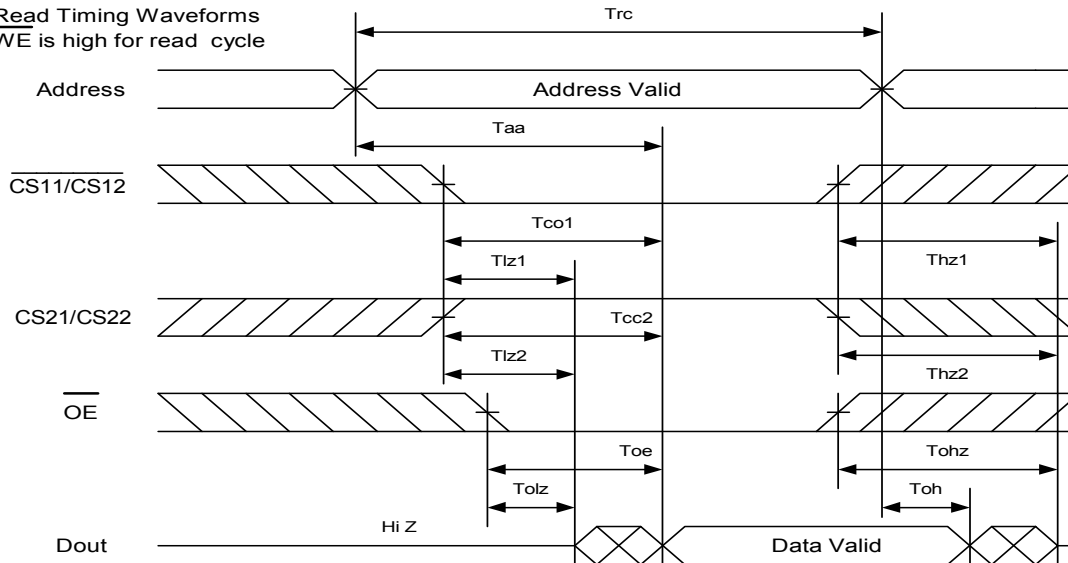 Read Timing Waveforms
WE is high for read cycle
Trc
Address
Address Valid
Taa
CS11/CS12
Tco1
Thz1
Tlz1
CS21/CS22
Tcc2
Tlz2
Thz2
OE
Toe
Tohz
Tolz
Toh
Hi Z
Dout
Data Valid